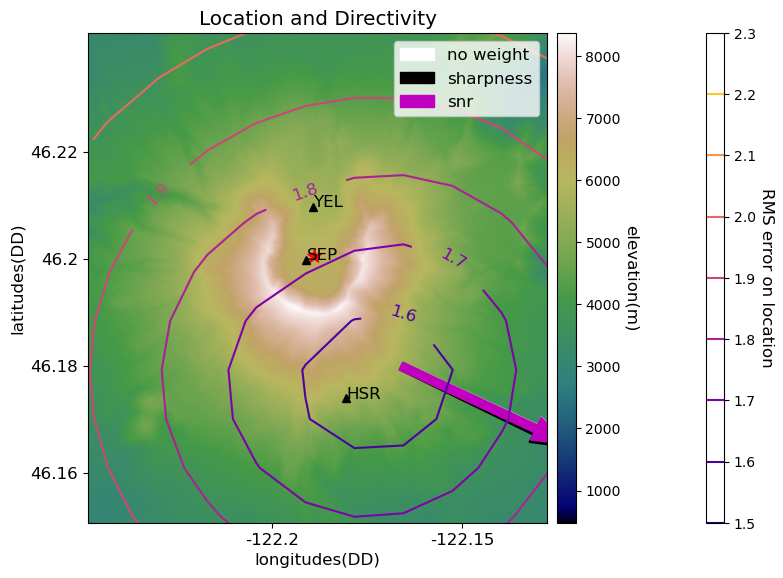 Location and Directivity
no weight
sharpness
snr
latitudes(DD)
46.22
46.2
46.18
46.16
-122.2
-122.15
longitudes(DD)
YEL
SEP
HSR
1.9
1.8
1.7
1.6
8000
7000
6000
5000
4000
3000
2000
1000
elevation(m)
2.3
2.2
2.1
2.0
1.9
1.8
1.7
1.6
1.5
RMS error on location